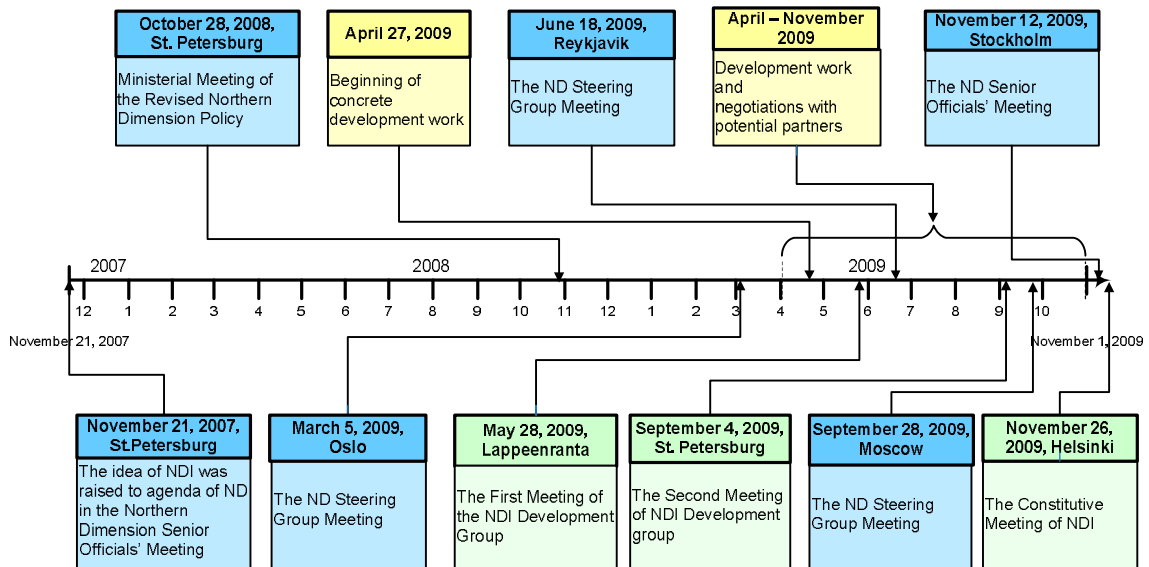 October 28, 2008,
St. Petersburg
Ministerial Meeting of
the Revised Northern
Dimension Policy
April 27, 2009
Beginning of
concrete
development work
June 18, 2009,
Reykjavik
The ND Steering
Group Meeting
April – November
2009
Development work
and
negotiations with
potential partners
November 12, 2009,
Stockholm
The ND Senior
Officials' Meeting
2007
2008
2009
12 1 2 3 4 5 6 7 8 9 10 11 12 1 2 3 4 5 6 7 8 9 10
November 21, 2007
November 1, 2009
November 21, 2007,
St.Petersburg
The idea of NDI was
raised to agenda of ND
in the Northern
Dimension Senior
Officials' Meeting
March 5, 2009,
Oslo
The ND Steering
Group Meeting
May 28, 2009,
Lappeenranta
The First Meeting of
the NDI Development
Group
September 4, 2009,
St. Petersburg
The Second Meeting
of NDI Development
group
September 28, 2009,
Moscow
The ND Steering
Group Meeting
November 26,
2009, Helsinki
The Constitutive
Meeting of NDI